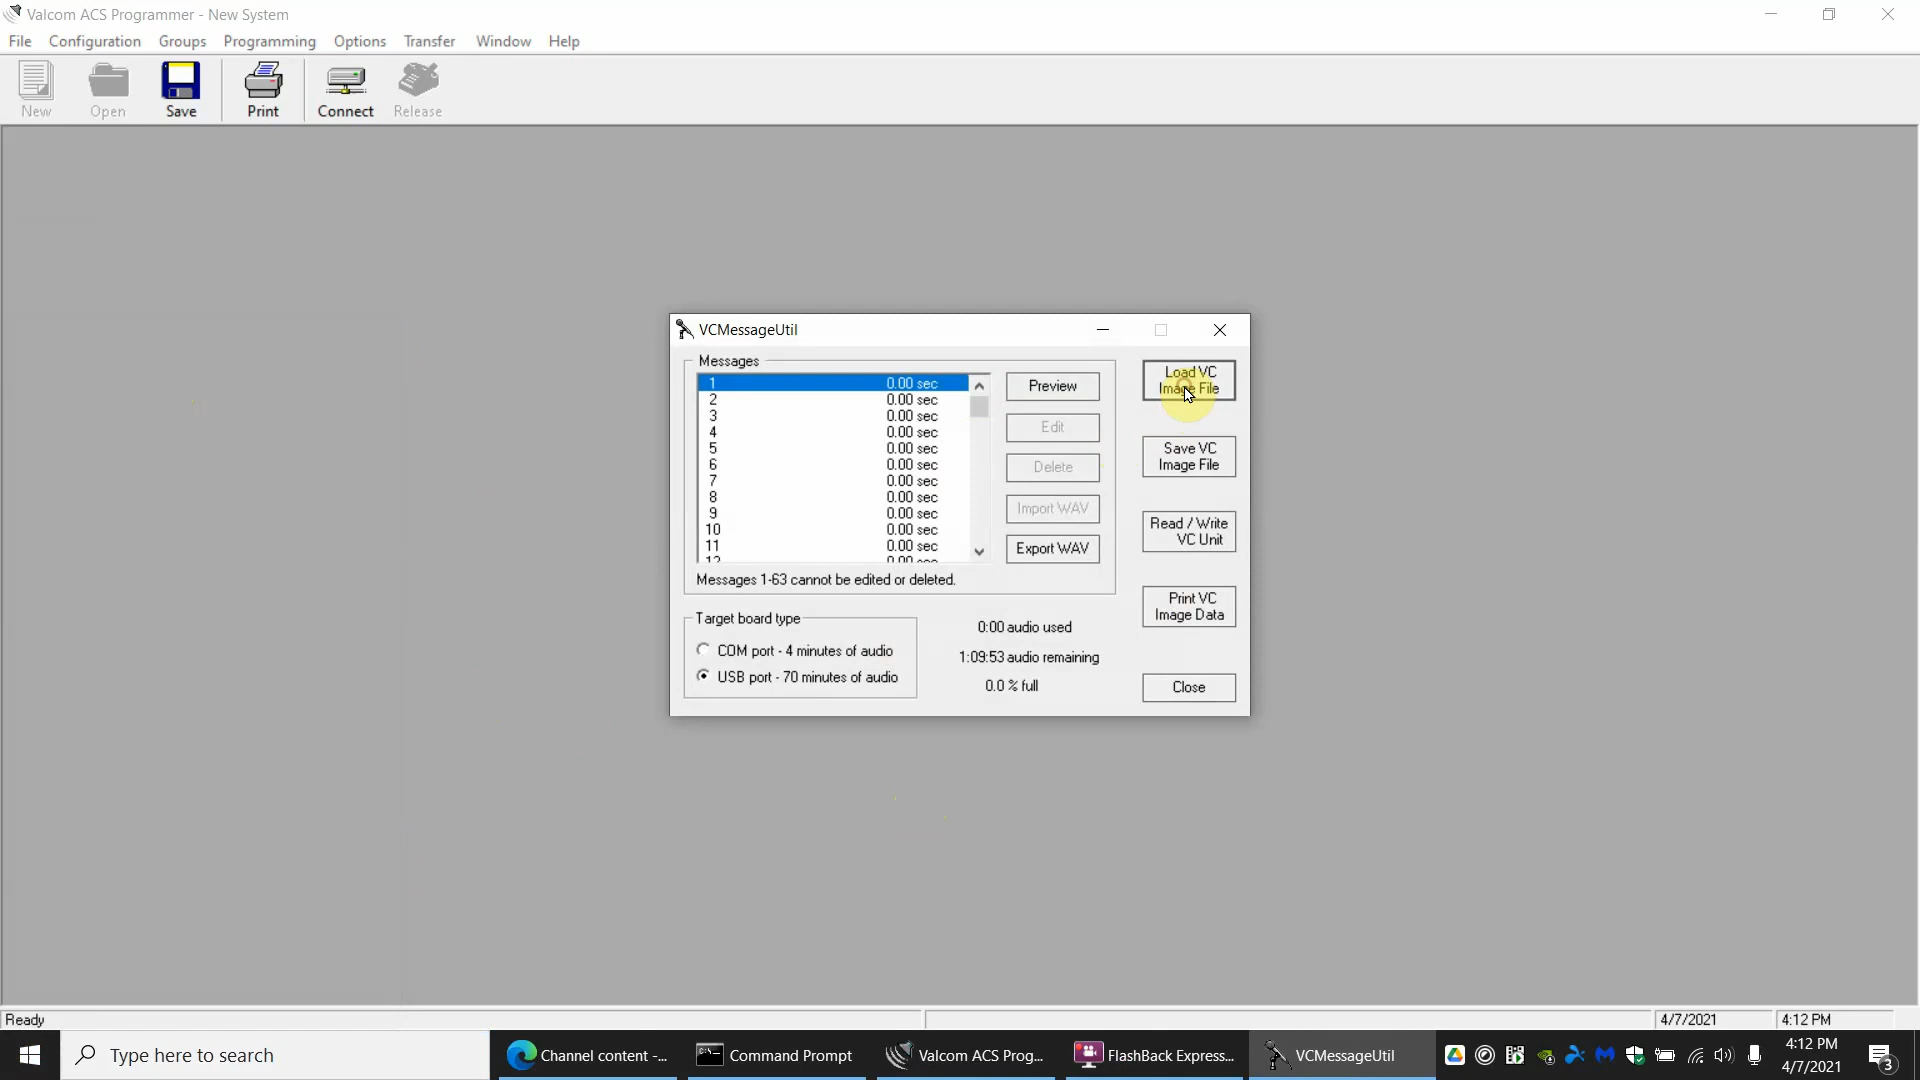 Valcom ACS Programmer - New System
File Configuration Groups Programming Options Transfer Window Help
New Open Save Print Connect Release
VCMessageUtil
Messages
1 0.00 sec
2 0.00 sec
3 0.00 sec
4 0.00 sec
5 0.00 sec
6 0.00 sec
7 0.00 sec
8 0.00 sec
9 0.00 sec
10 0.00 sec
11 0.00 sec
12 0.00 sec
Messages 1-63 cannot be edited or deleted.
Preview
Edit
Delete
Import WAV
Export WAV
Load VC
Image File
Save VC
Image File
Read / Write
VC Unit
Print VC
Image Data
Close
Target board type
COM port - 4 minutes of audio
USB port - 70 minutes of audio
0:00 audio used
1:09:53 audio remaining
0.0 % full
Ready
4/7/2021 4:12 PM
Type here to search
Channel content -...
Command Prompt
Valcom ACS Prog...
FlashBack Express...
VCMessageUtil
4:12 PM
4/7/2021
3